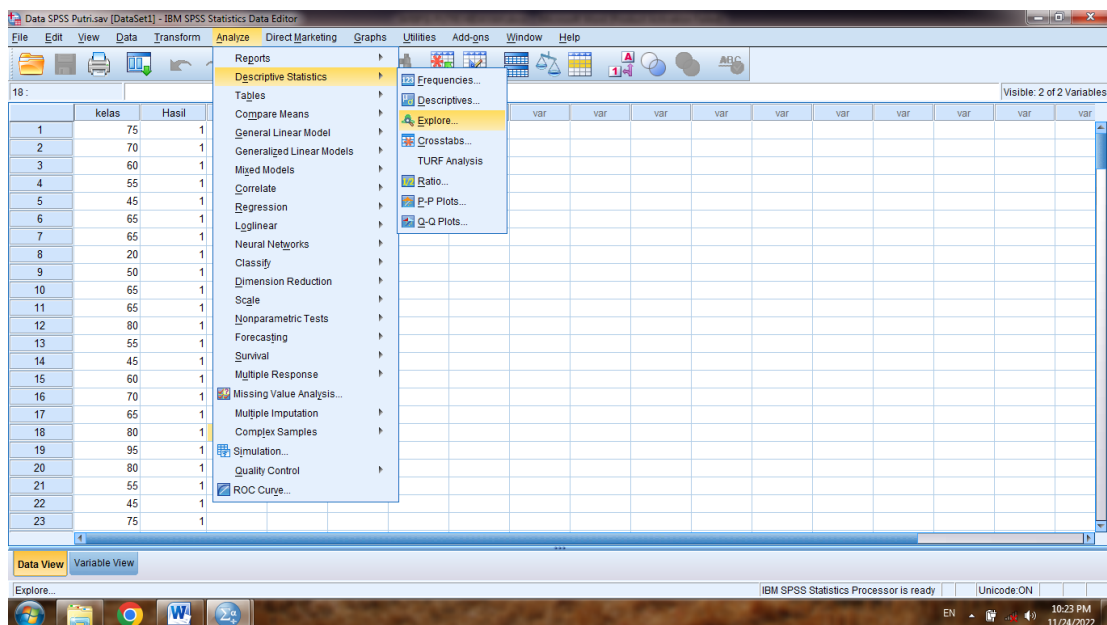 Data SPSS Putri.sav [DataSet1] - IBM SPSS Statistics Data Editor
File Edit View Data Transform Analyze Direct Marketing Graphs Utilities Add-ons Window Help
18 :
Visible: 2 of 2 Variables
kelas Hasil var var var var var var var var var var
1 75 1
2 70 1
3 60 1
4 55 1
5 45 1
6 65 1
7 65 1
8 20 1
9 50 1
10 65 1
11 65 1
12 80 1
13 55 1
14 45 1
15 60 1
16 70 1
17 65 1
18 80 1
19 95 1
20 80 1
21 55 1
22 45 1
23 75 1
Reports
Descriptive Statistics
Tables
Compare Means
General Linear Model
Generalized Linear Models
Mixed Models
Correlate
Regression
Loglinear
Neural Networks
Classify
Dimension Reduction
Scale
Nonparametric Tests
Forecasting
Survival
Multiple Response
Missing Value Analysis...
Multiple Imputation
Complex Samples
Simulation...
Quality Control
ROC Curve...
Frequencies...
Descriptives...
Explore...
Crosstabs...
TURF Analysis
Ratio...
P-P Plots...
Q-Q Plots...
Data View Variable View
Explore...
IBM SPSS Statistics Processor is ready
Unicode:ON
EN
10:23 PM
11/24/2022